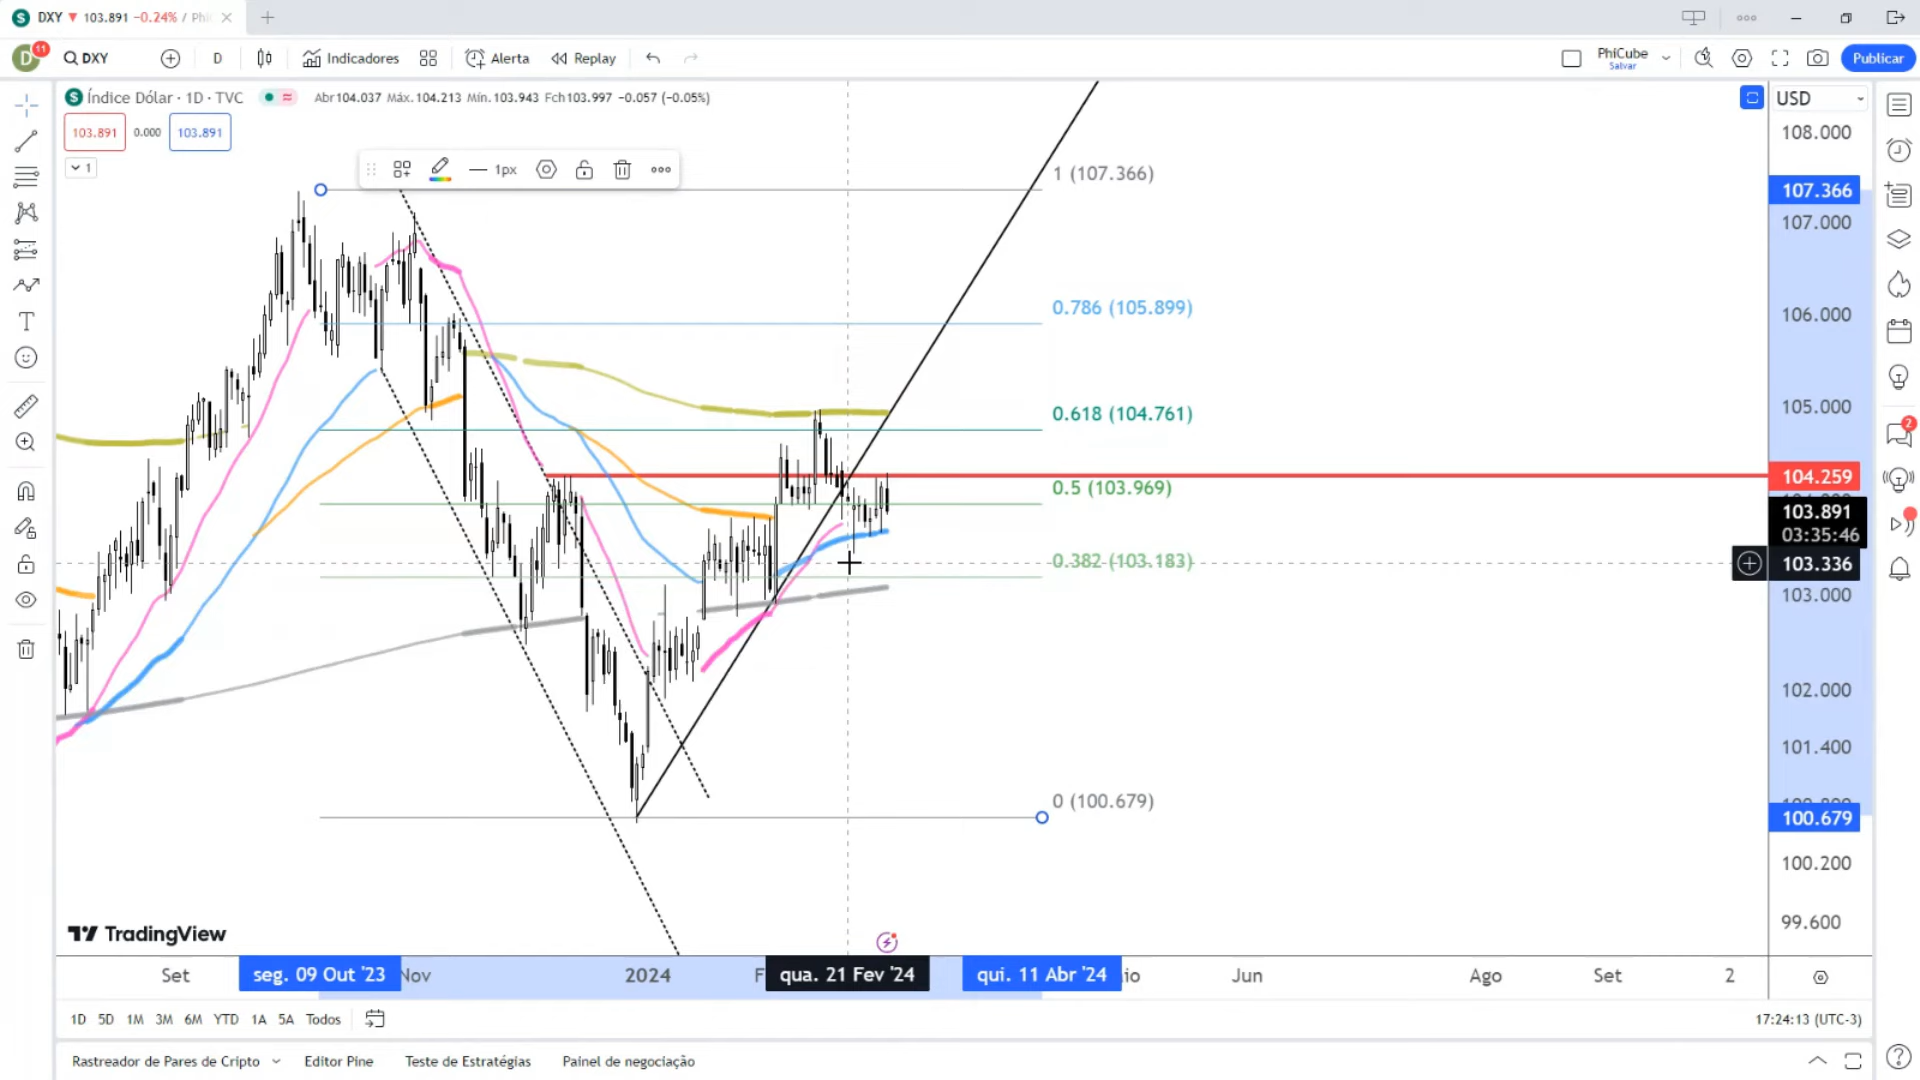 DXY ▼ 103.891 −0.24% / Phi
D
11
DXY
D
Indicadores
Alerta
Replay
PhiCube
Salvar
Publicar
Índice Dólar · 1D · TVC
Abr104.037 Máx.104.213 Mín.103.943 Fch103.997 −0.057 (−0.05%)
103.891
0.000
103.891
1
1px
USD
108.000
107.366
107.000
106.000
105.000
104.259
103.891
03:35:46
103.336
103.000
102.000
101.400
100.679
100.200
99.600
1 (107.366)
0.786 (105.899)
0.618 (104.761)
0.5 (103.969)
0.382 (103.183)
0 (100.679)
2
TradingView
Set
seg. 09 Out '23
Nov
2024
F
qua. 21 Fev '24
qui. 11 Abr '24
io
Jun
Ago
Set
2
1D 5D 1M 3M 6M YTD 1A 5A Todos
17:24:13 (UTC-3)
Rastreador de Pares de Cripto
Editor Pine
Teste de Estratégias
Painel de negociação